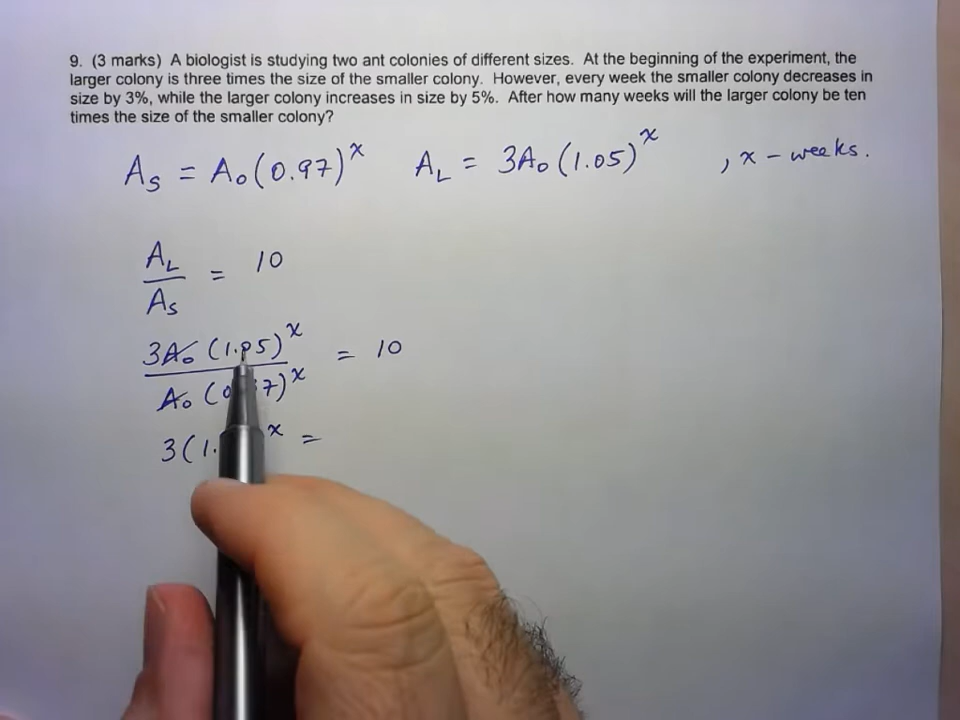 9. (3 marks) A biologist is studying two ant colonies of different sizes. At the beginning of the experiment, the
larger colony is three times the size of the smaller colony. However, every week the smaller colony decreases in
size by 3%, while the larger colony increases in size by 5%. After how many weeks will the larger colony be ten
times the size of the smaller colony?
A_S = A_0(0.97)^x A_L = 3A_0(1.05)^x , x - weeks.
A_L / A_S = 10
3A_0(1.05)^x / A_0(0.97)^x = 10
3(1. ^x =